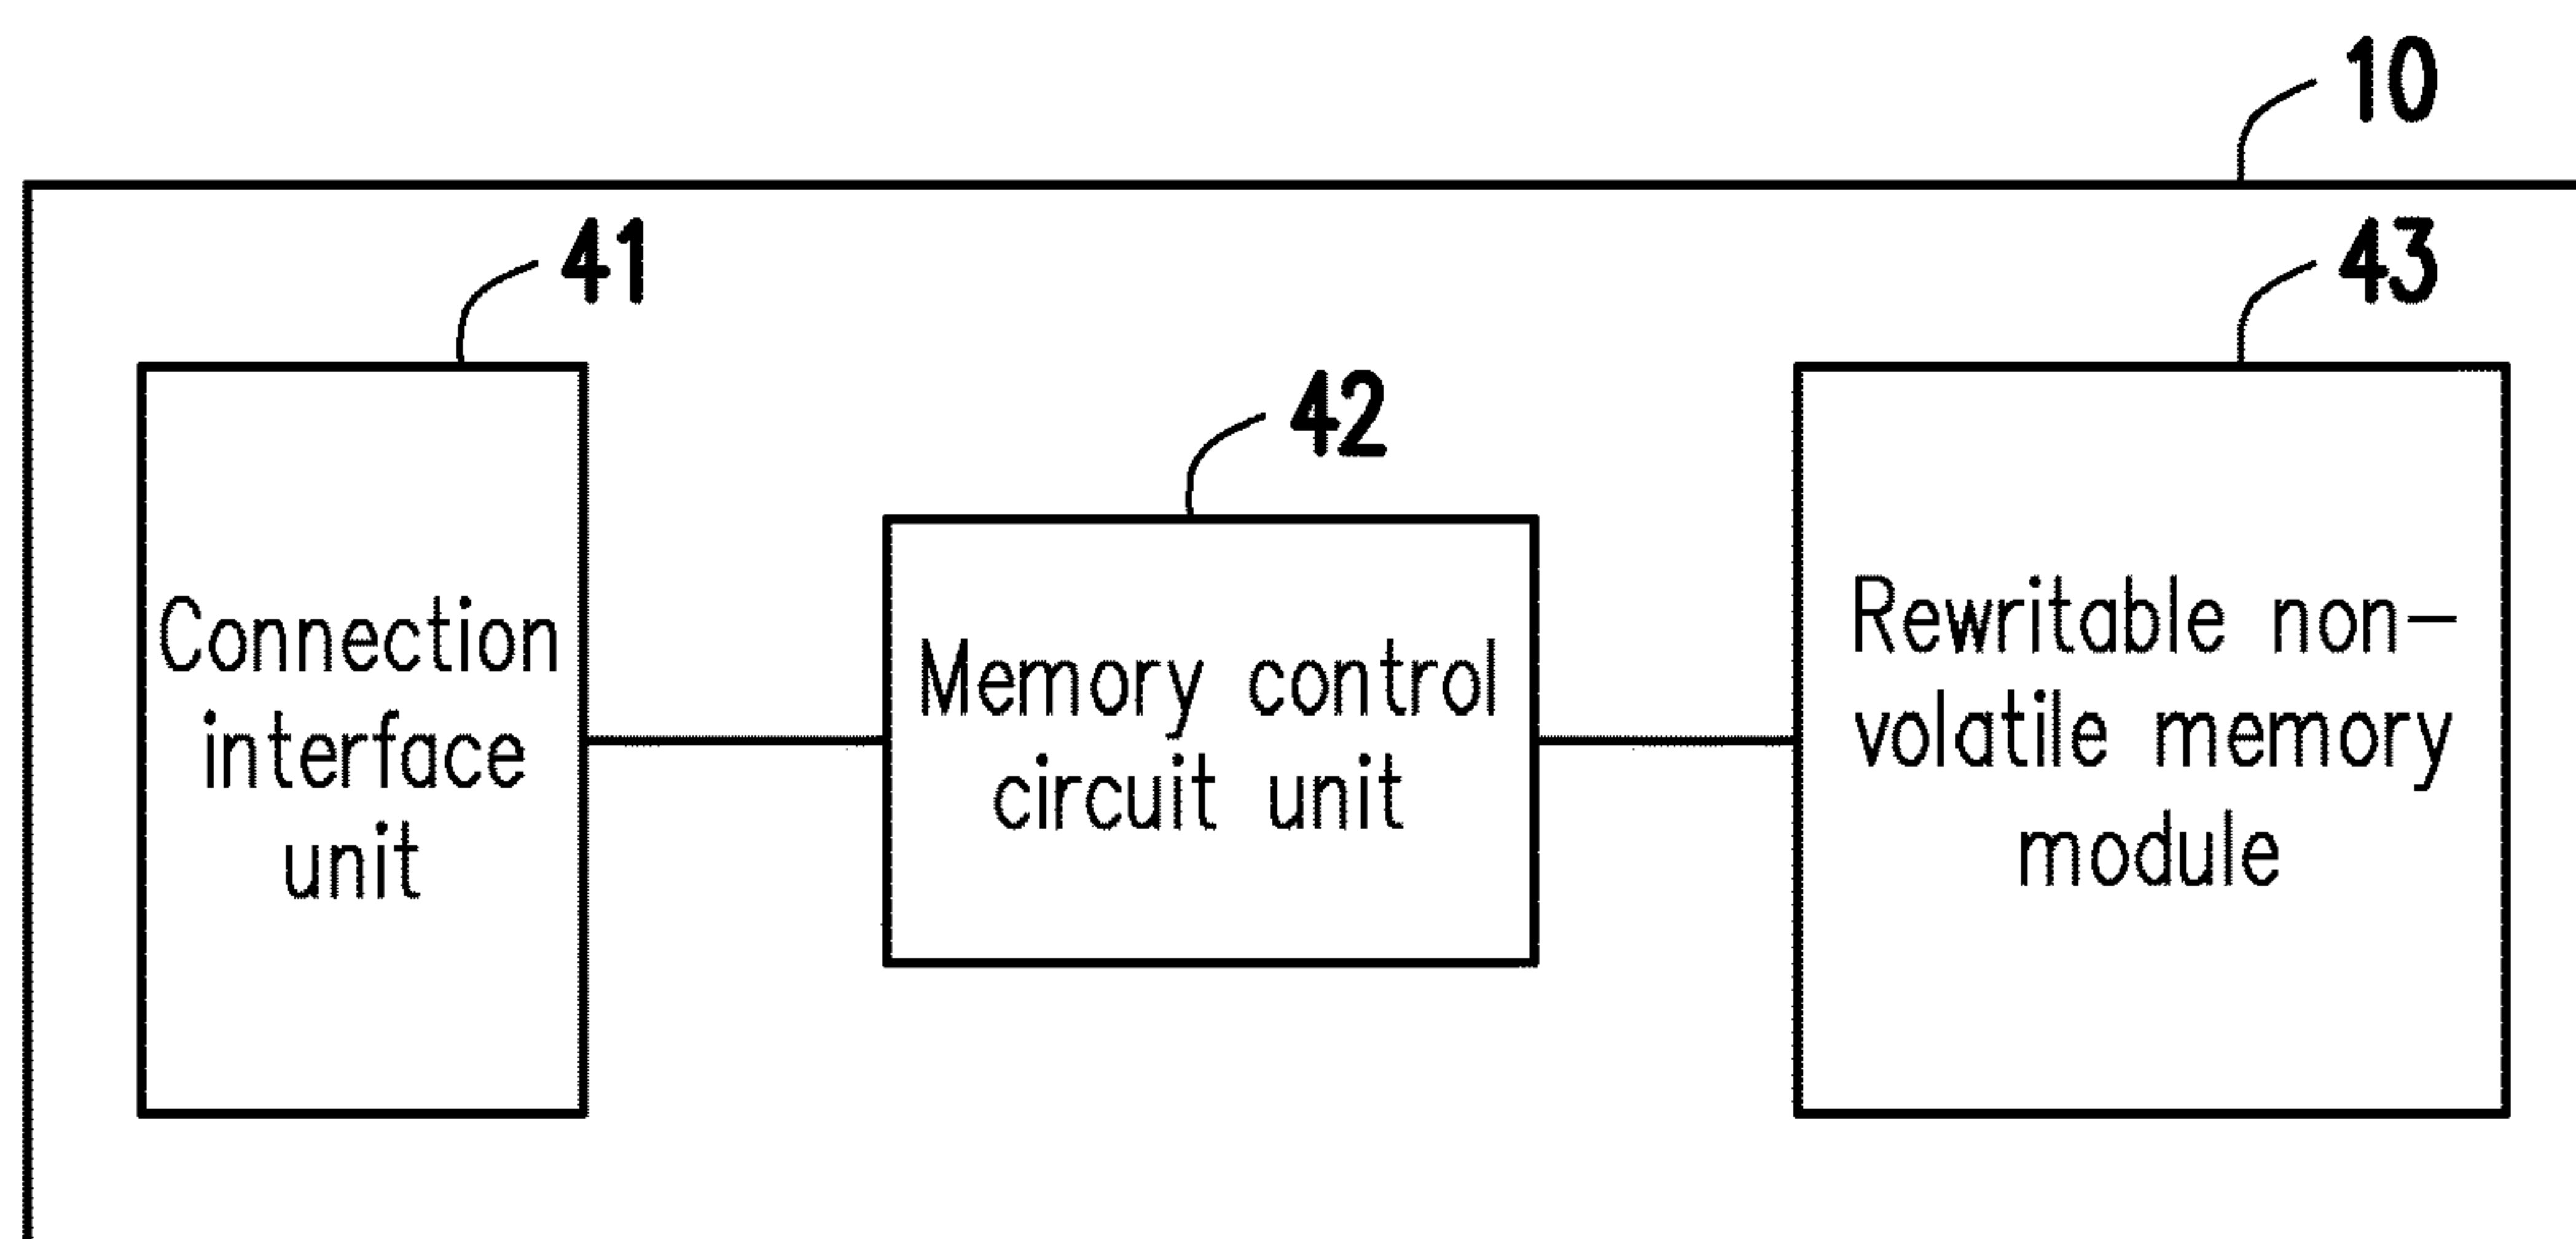 10
41
43
42
Connection
interface
unit
Memory control
circuit unit
Rewritable non-
volatile memory
module